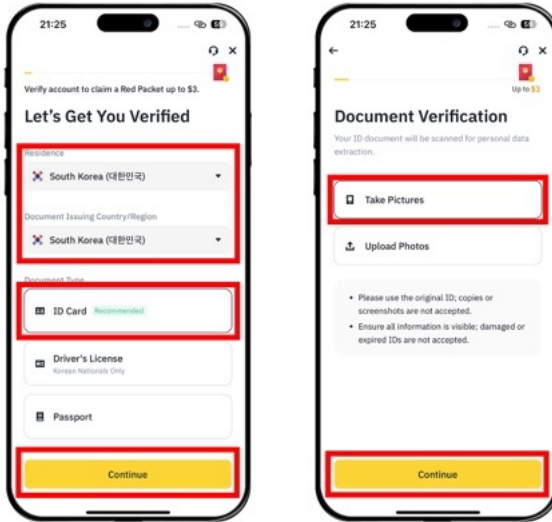 21:25
Verify account to claim a Red Packet up to $3.
Let's Get You Verified
Residence
South Korea (대한민국)
Document Issuing Country/Region
South Korea (대한민국)
Document Type
ID Card Recommended
Driver's License
Korean Nationals Only
Passport
Continue
21:25
Up to $3
Document Verification
Your ID document will be scanned for personal data
extraction.
Take Pictures
Upload Photos
• Please use the original ID; copies or
screenshots are not accepted.
• Ensure all information is visible; damaged or
expired IDs are not accepted.
Continue